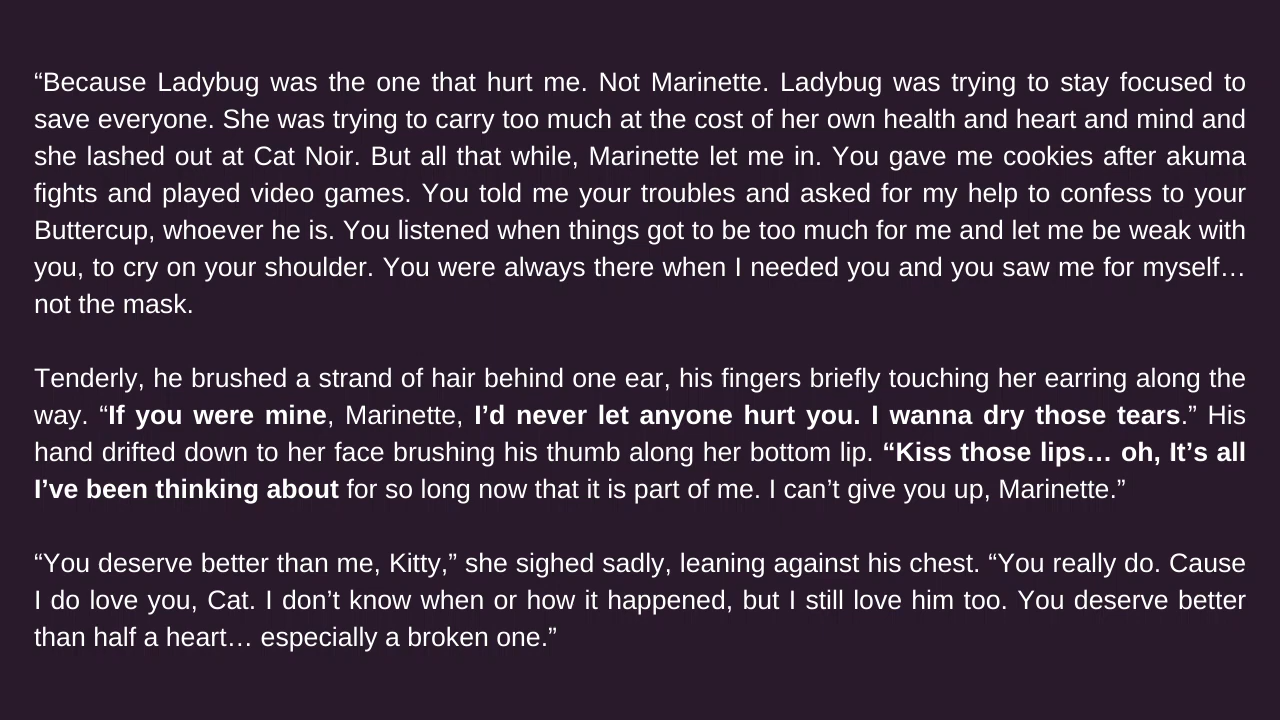 “Because Ladybug was the one that hurt me. Not Marinette. Ladybug was trying to stay focused to
save everyone. She was trying to carry too much at the cost of her own health and heart and mind and
she lashed out at Cat Noir. But all that while, Marinette let me in. You gave me cookies after akuma
fights and played video games. You told me your troubles and asked for my help to confess to your
Buttercup, whoever he is. You listened when things got to be too much for me and let me be weak with
you, to cry on your shoulder. You were always there when I needed you and you saw me for myself…
not the mask.
Tenderly, he brushed a strand of hair behind one ear, his fingers briefly touching her earring along the
way. “If you were mine, Marinette, I’d never let anyone hurt you. I wanna dry those tears.” His
hand drifted down to her face brushing his thumb along her bottom lip. “Kiss those lips… oh, It’s all
I’ve been thinking about for so long now that it is part of me. I can’t give you up, Marinette.”
“You deserve better than me, Kitty,” she sighed sadly, leaning against his chest. “You really do. Cause
I do love you, Cat. I don’t know when or how it happened, but I still love him too. You deserve better
than half a heart… especially a broken one.”